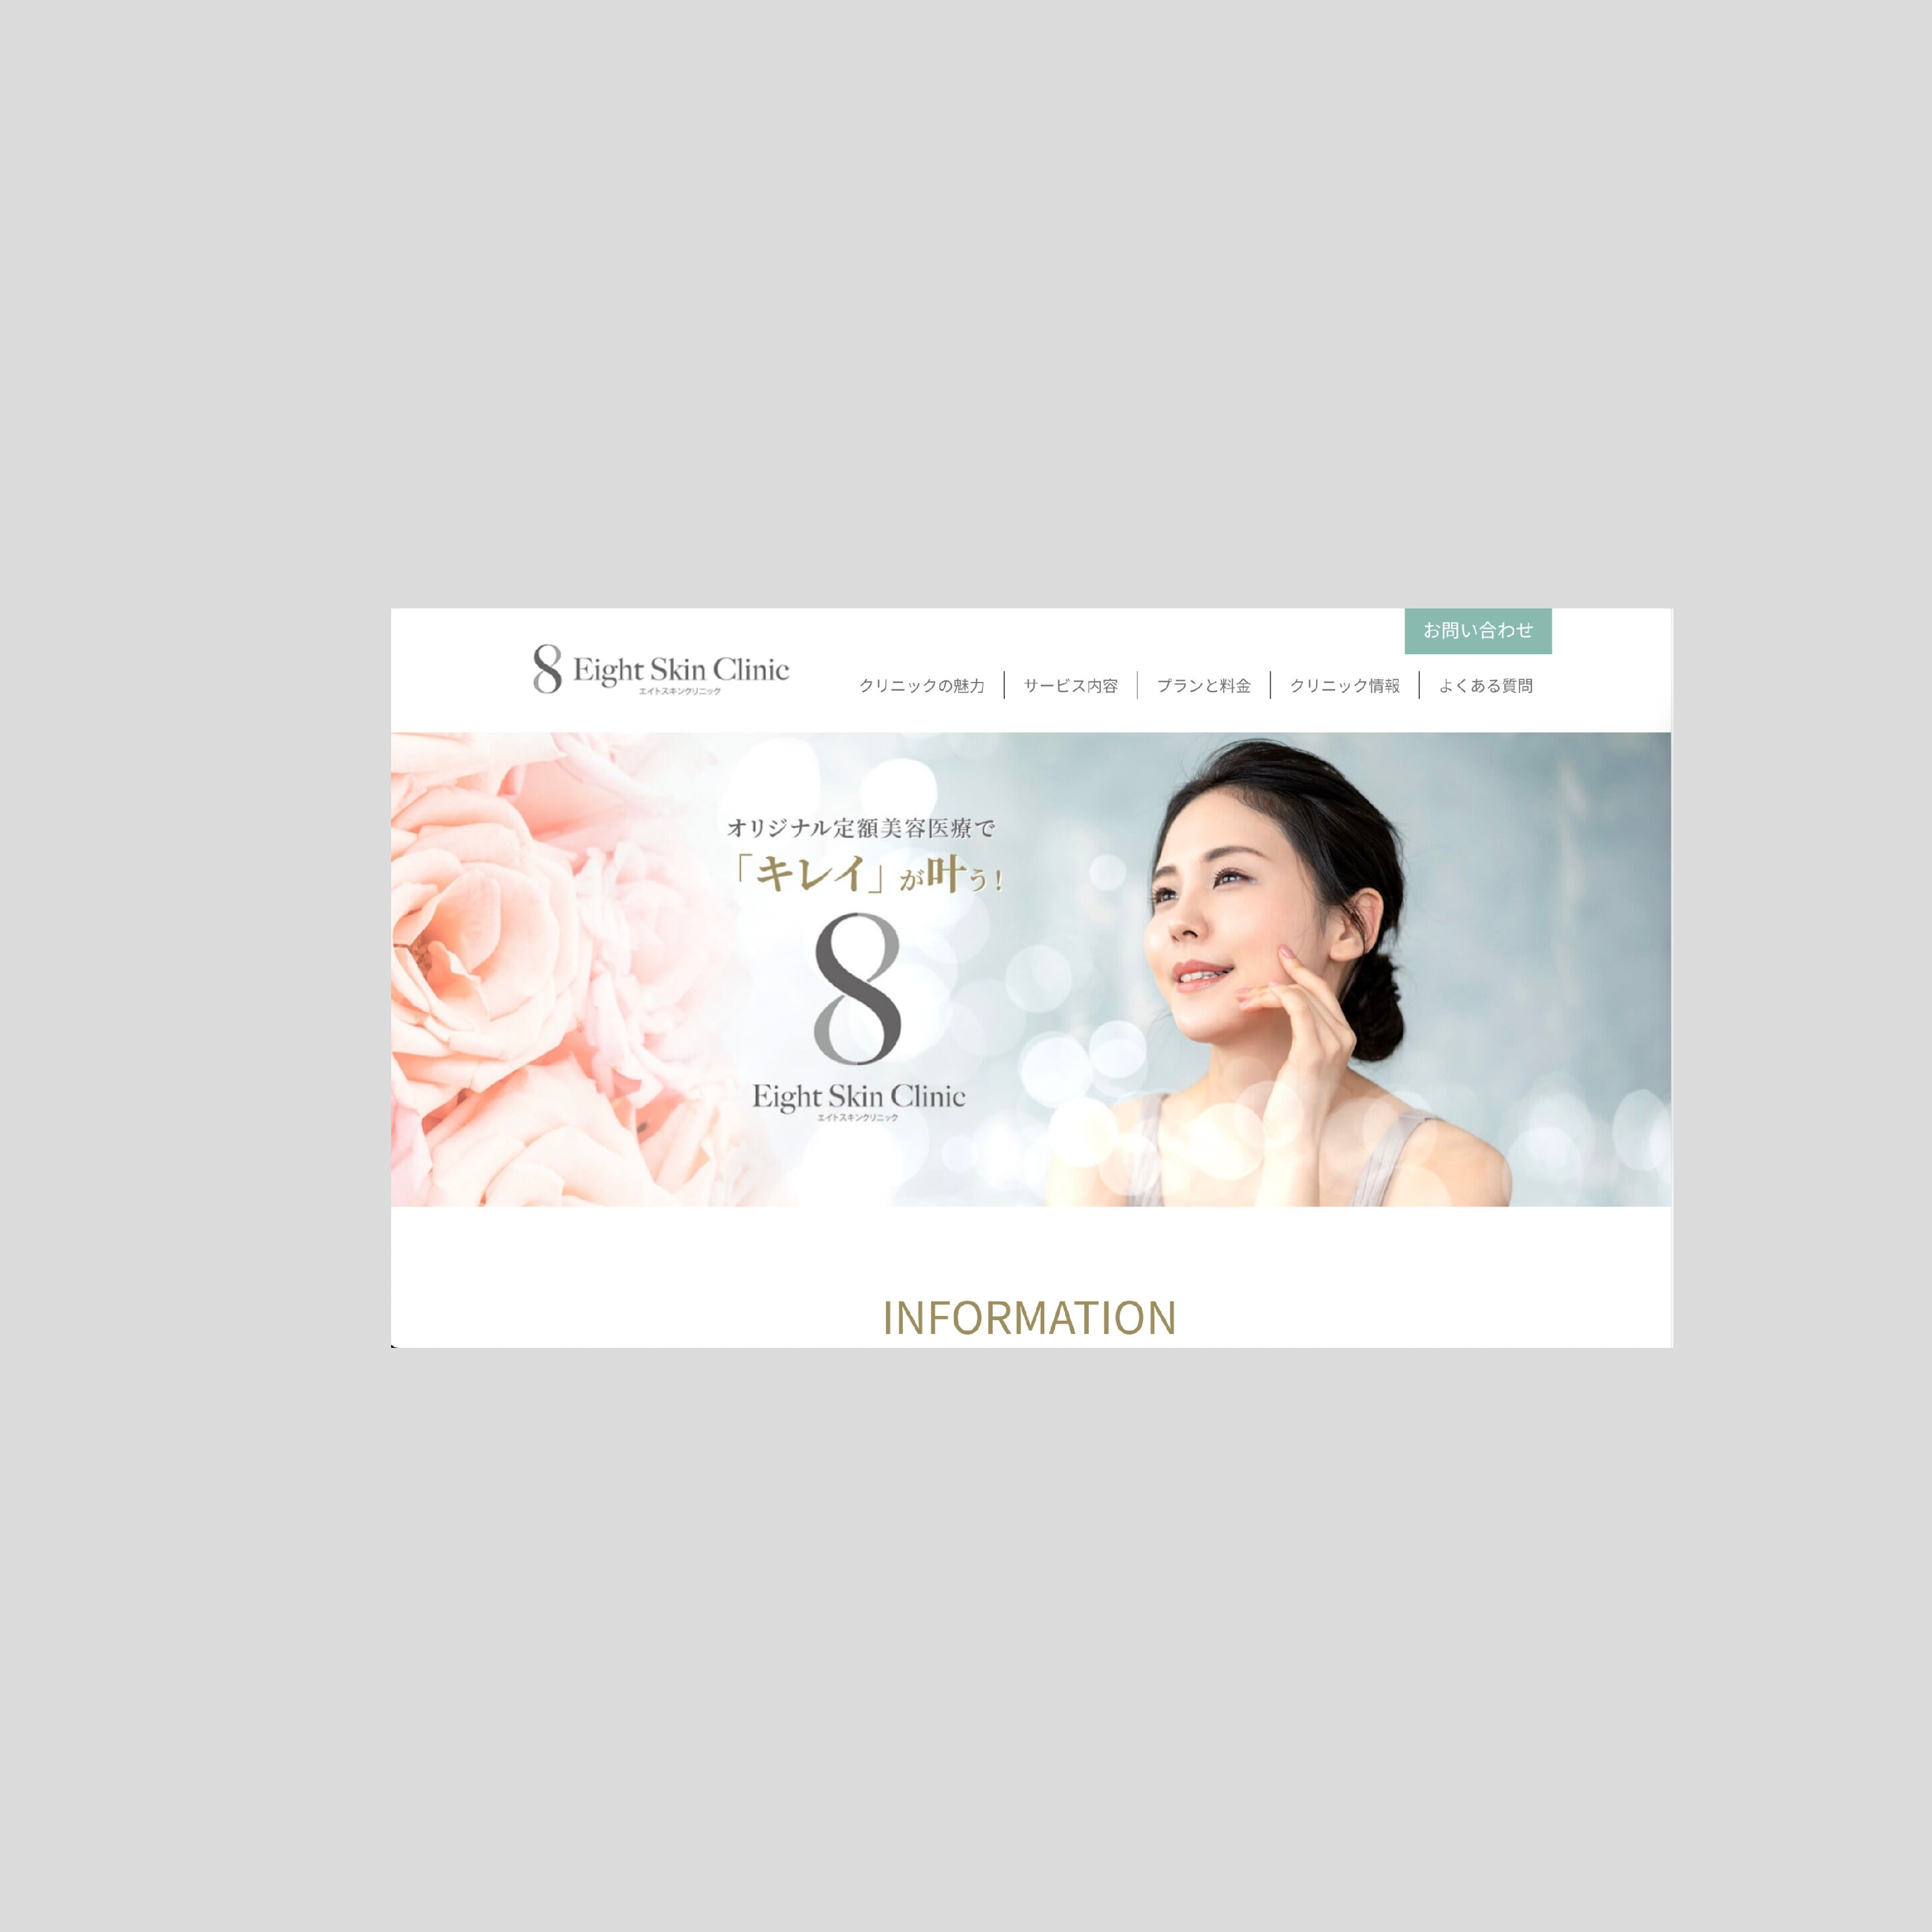 お問い合わせ
8 Eight Skin Clinic
エイトスキンクリニック
クリニックの魅力
サービス内容
プランと料金
クリニック情報
よくある質問
オリジナル定額美容医療で
「キレイ」が叶う!
8
Eight Skin Clinic
エイトスキンクリニック
INFORMATION